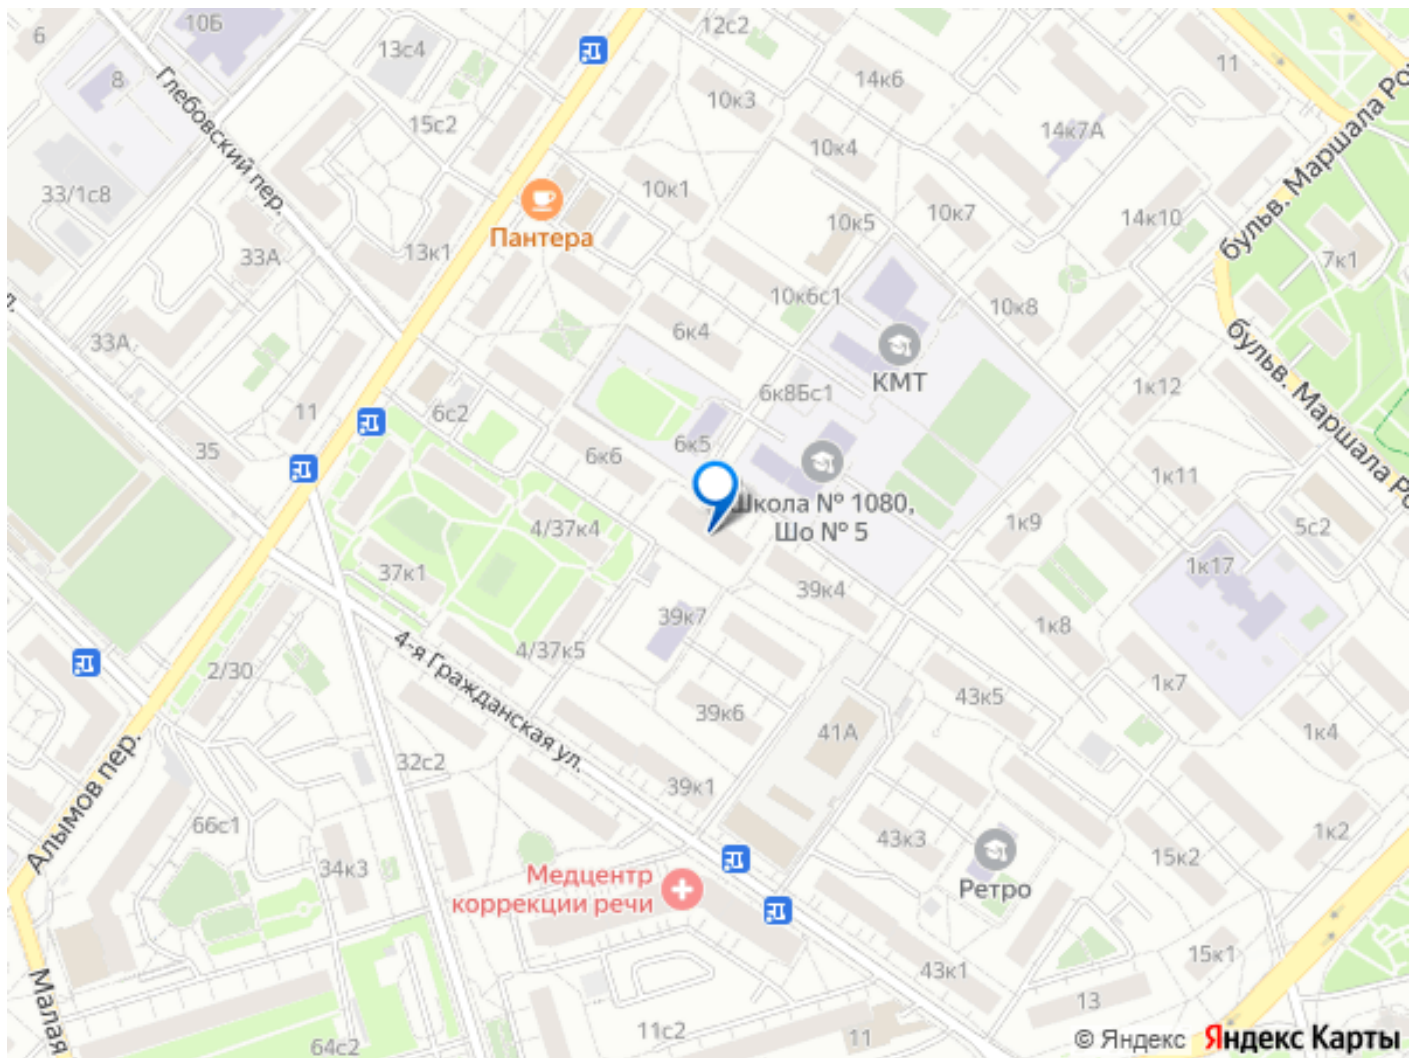 6
10Б
12с2
13с4
14к6
11
8
10к3
Глебовский пер.
15с2
14к7А
бульв. Маршала Ро
10к4
33/1с8
10к1
10к7
14к10
10к5
Пантера
13к1
33А
7к1
10к6с1
10к8
л.
33А
6к4
бульв. Маршала Ро
КМТ
6к8Бс1
1к12
11
6с2
35
6к5
6к6
1к11
Школа № 1080,
Шо № 5
4/37к4
1к9
5с2
37к1
1к17
39к4
39к7
1к8
4-я Гражданская ул.
4/37к5
2/30
1к7
43к5
39к6
41А
1к4
Алымов пер.
32с2
39к1
66с1
43к3
1к2
34к3
15к2
Медцентр
коррекции речи
Ретро
15к1
43к1
Малая
13
11с2
11
64с2
© Яндекс Яндекс Карты